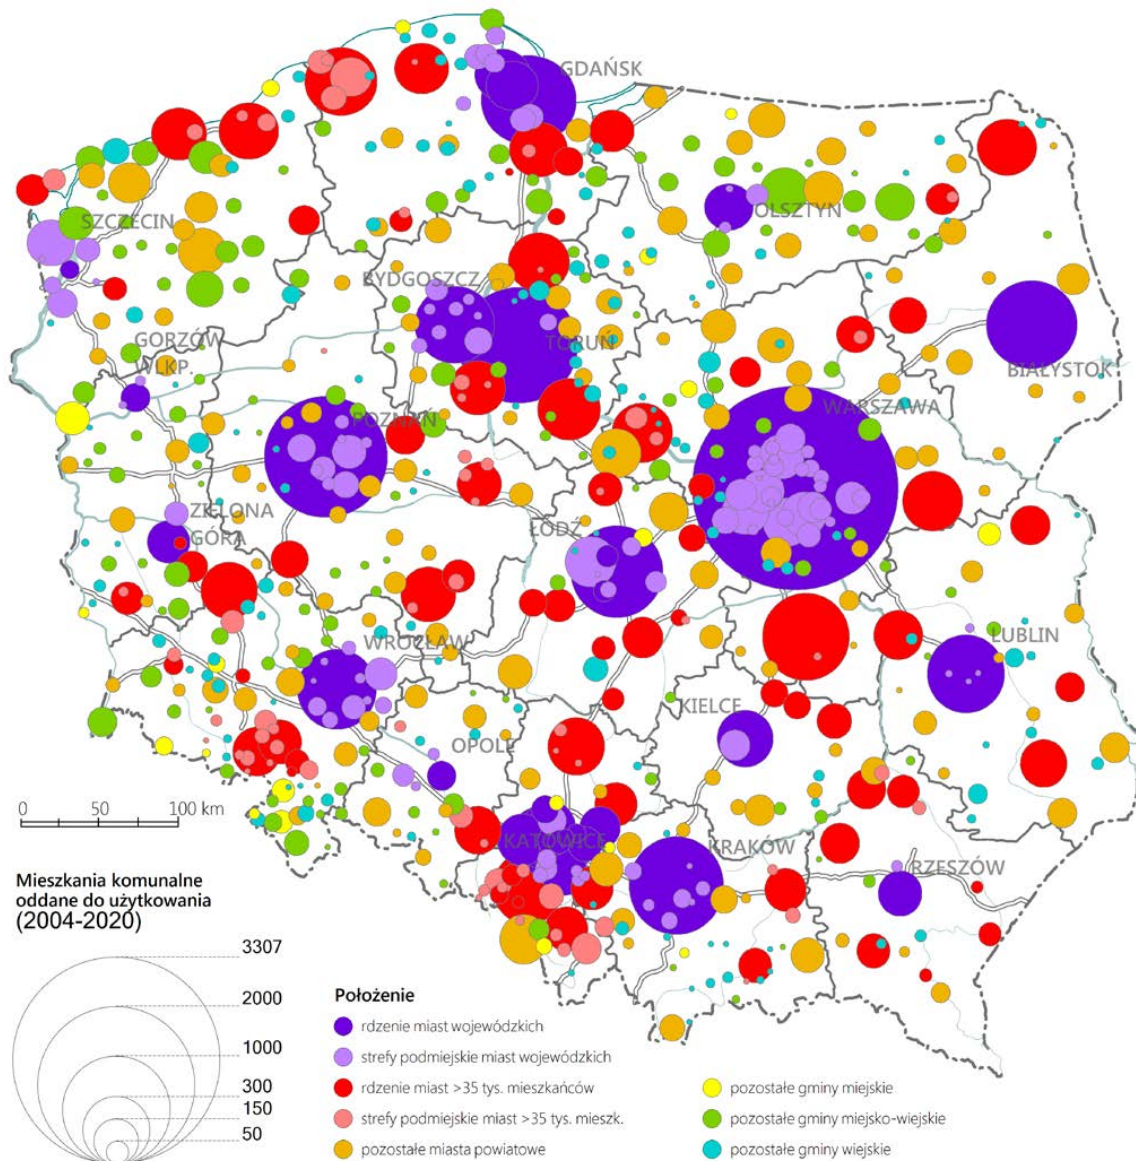 GDAŃSK
SZCZECIN
OLSZTYN
BYDGOSZCZ
TORUŃ
GORZÓW
WLKP.
BIAŁYSTOK
POZNAŃ
WARSZAWA
ZIELONA
GÓRA
ŁÓDŹ
WROCŁAW
LUBLIN
KIELCE
OPOLE
KATOWICE
KRAKÓW
RZESZÓW
0 50 100 km
Mieszkania komunalne
oddane do użytkowania
(2004-2020)
3307
2000
1000
300
150
50
Położenie
rdzenie miast wojewódzkich
strefy podmiejskie miast wojewódzkich
rdzenie miast >35 tys. mieszkańców
strefy podmiejskie miast >35 tys. mieszk.
pozostałe miasta powiatowe
pozostałe gminy miejskie
pozostałe gminy miejsko-wiejskie
pozostałe gminy wiejskie